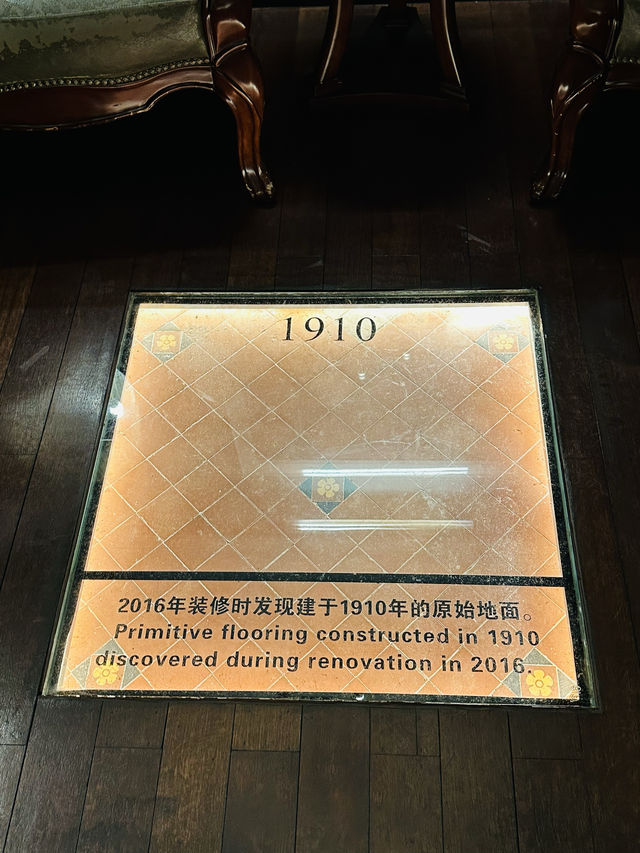 1910
2016年装修时发现建于1910年的原始地面。
Primitive flooring constructed in 1910
discovered during renovation in 2016.